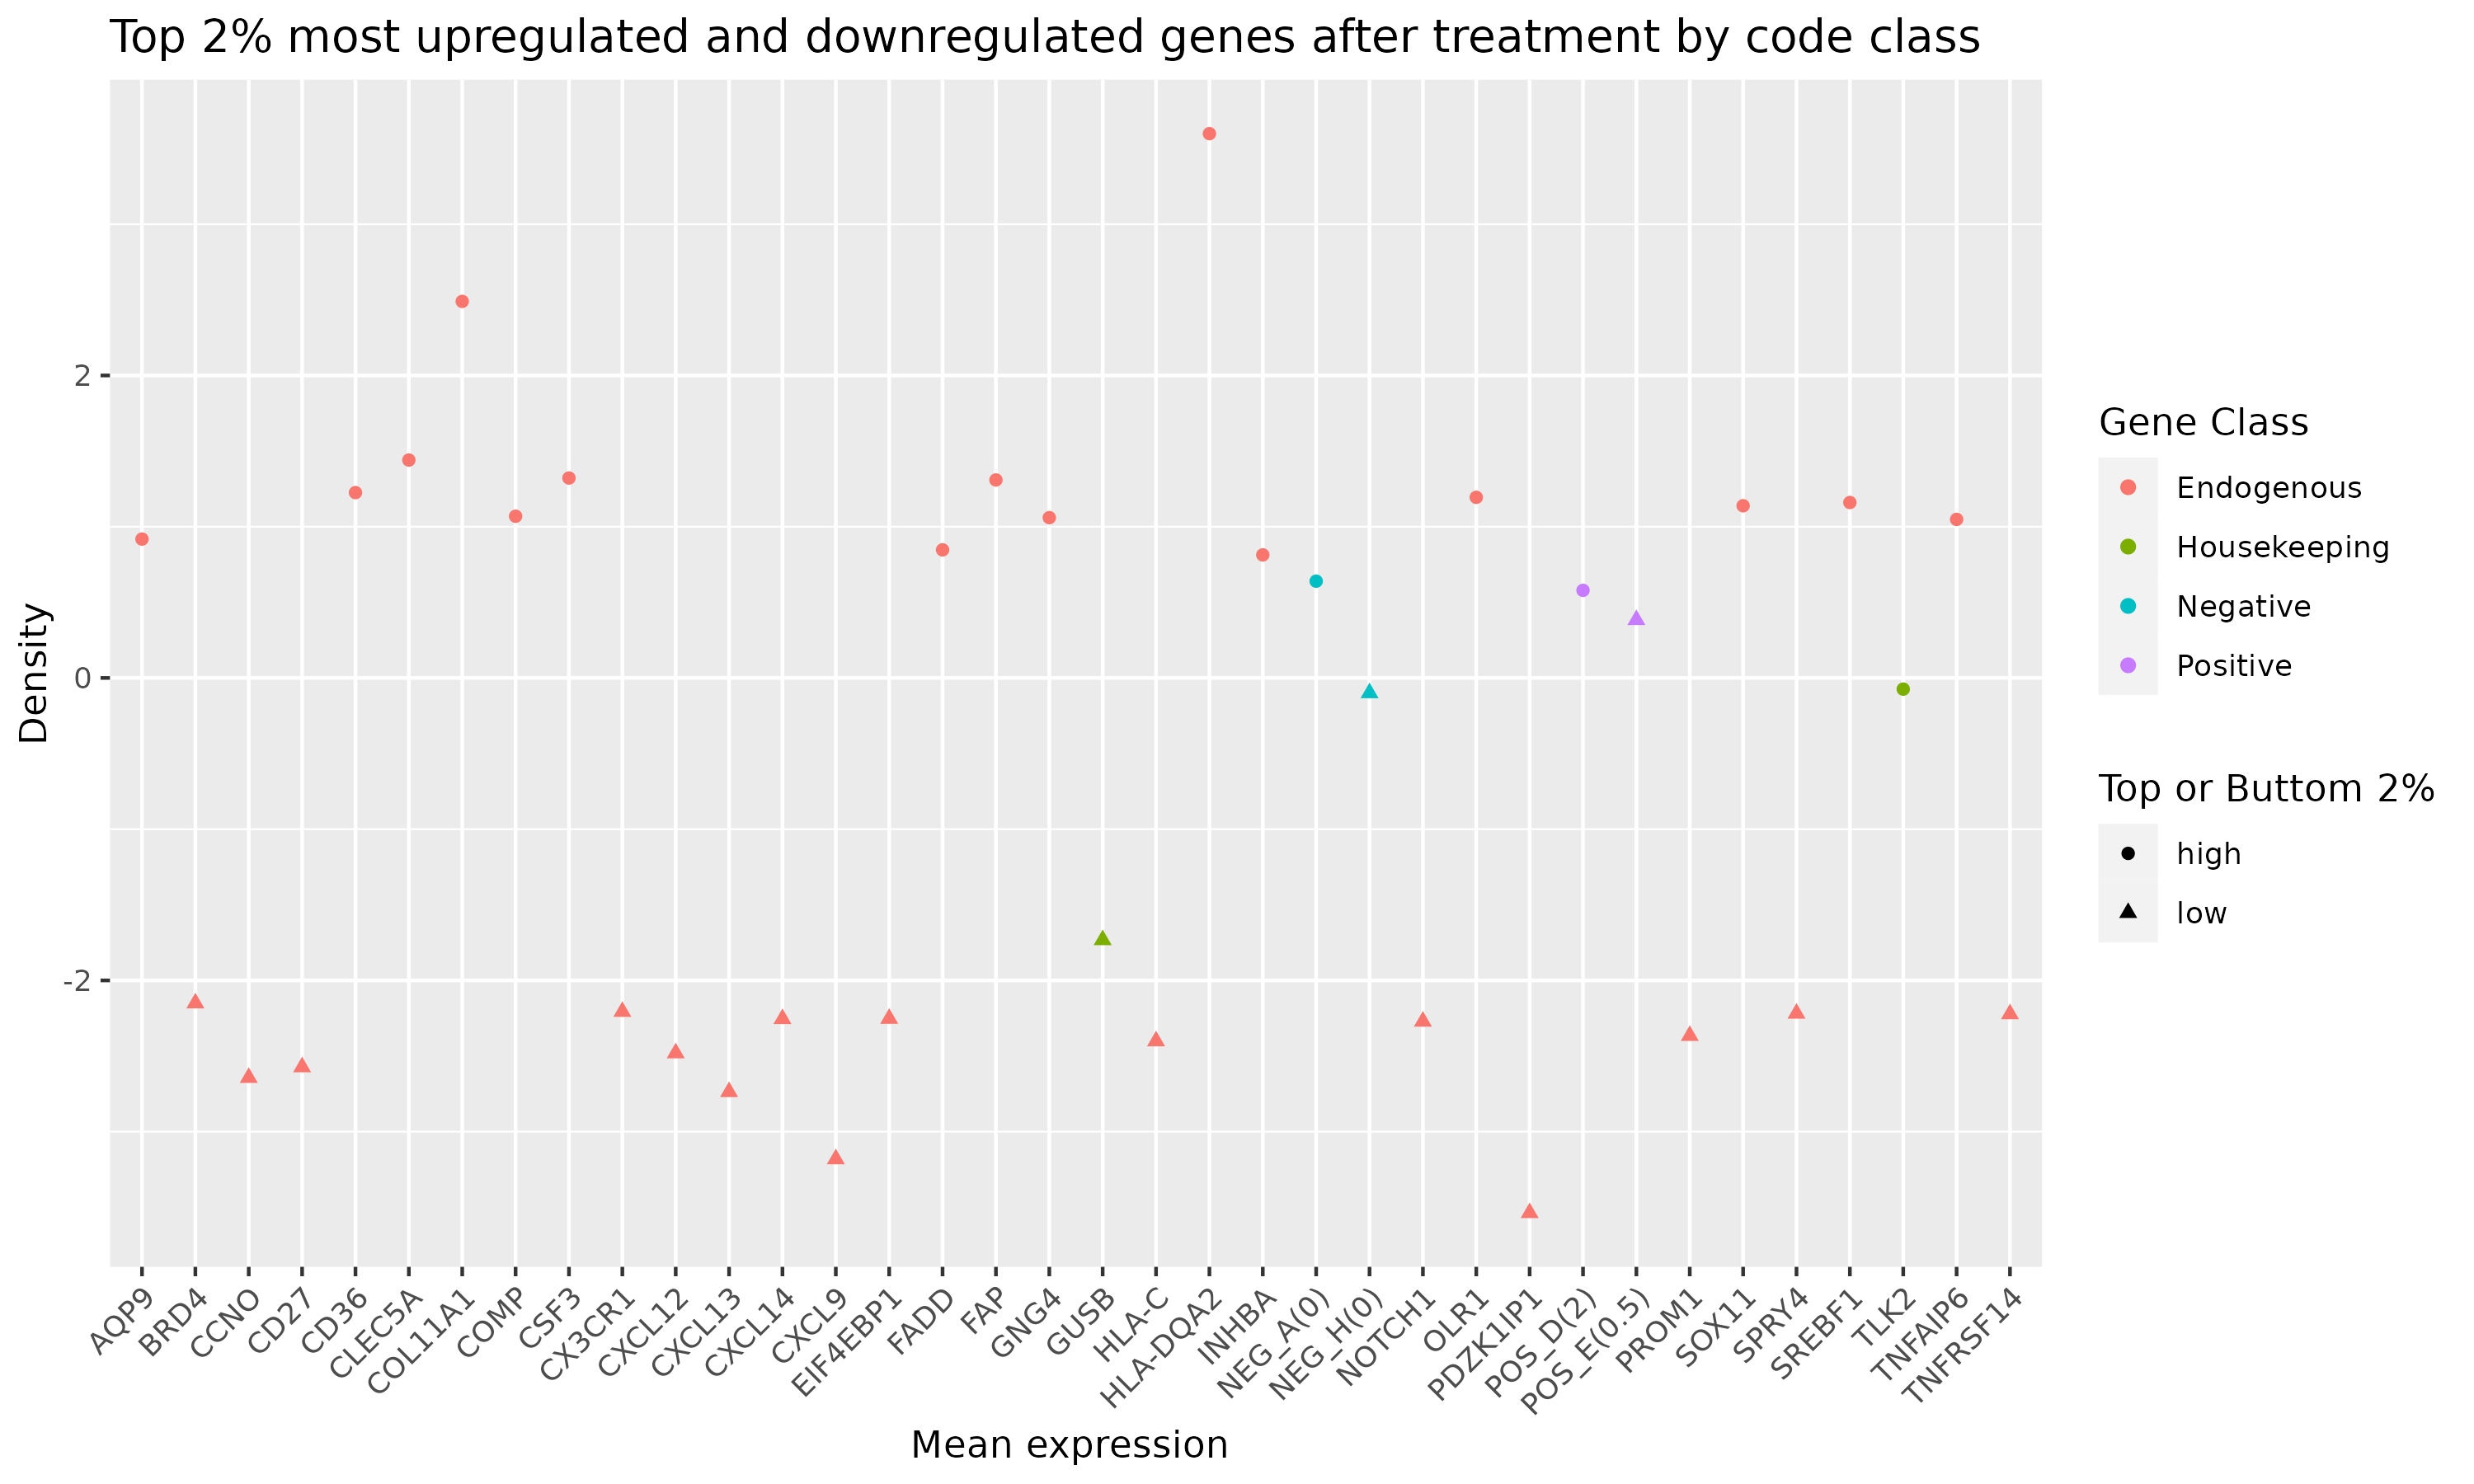 Top 2% most upregulated and downregulated genes after treatment by code class
Density
2
0
-2
AQP9
BRD4
CCNO
CD27
CD36
CLEC5A
COL11A1
COMP
CSF3
CX3CR1
CXCL12
CXCL13
CXCL14
CXCL9
EIF4EBP1
FADD
FAP
GNG4
GUSB
HLA-C
HLA-DQA2
INHBA
NEG_A(0)
NEG_H(0)
NOTCH1
OLR1
PDZK1IP1
POS_D(2)
POS_E(0.5)
PROM1
SOX11
SPRY4
SREBF1
TLK2
TNFAIP6
TNFRSF14
Mean expression
Gene Class
Endogenous
Housekeeping
Negative
Positive
Top or Buttom 2%
high
low